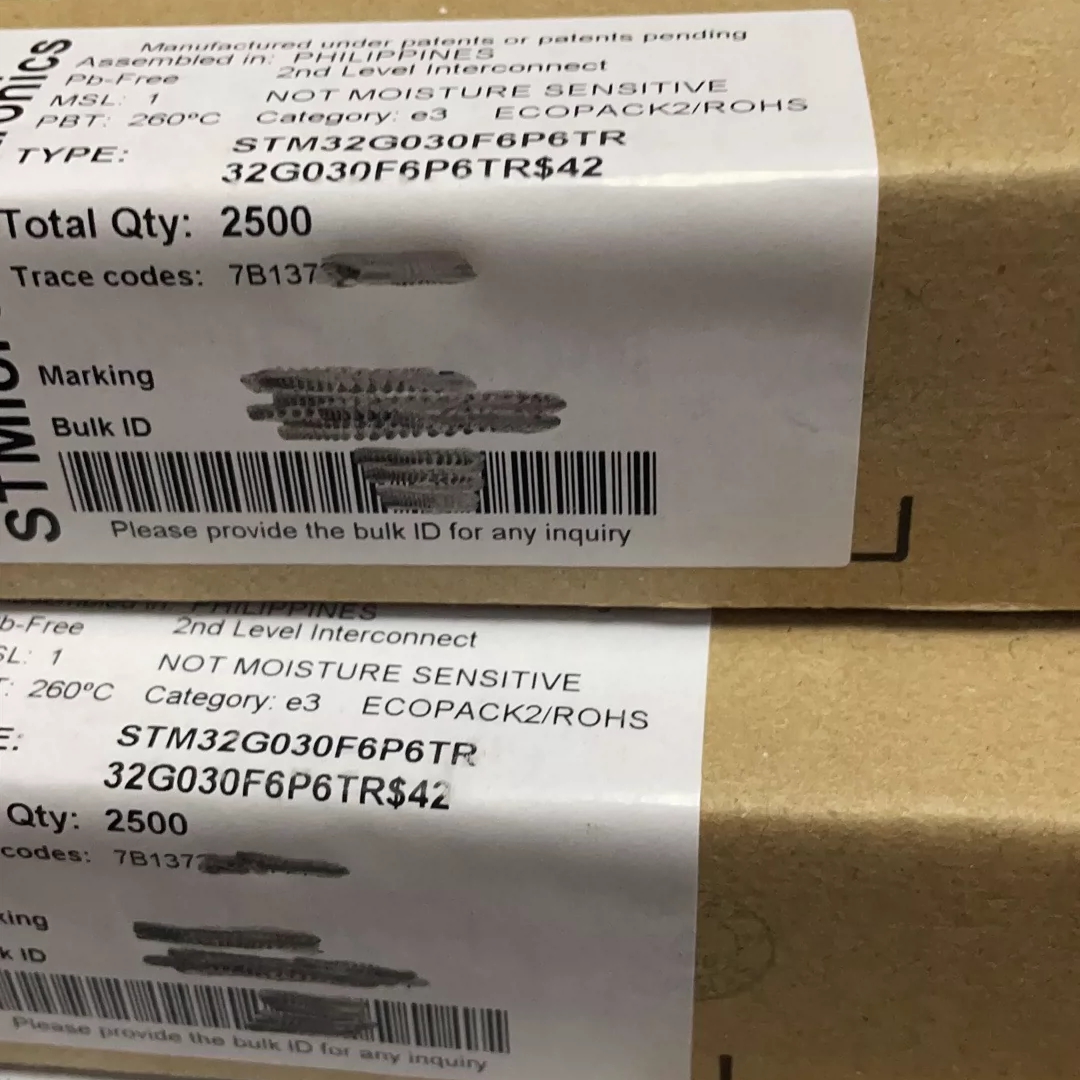 Manufactured under patents or patents pending
Assembled in: PHILIPPINES
Pb-Free 2nd Level Interconnect
MSL: 1 NOT MOISTURE SENSITIVE
PBT: 260ºC Category: e3 ECOPACK2/ROHS
TYPE: STM32G030F6P6TR
32G030F6P6TR$42
Total Qty: 2500
Trace codes: 7B137
Marking
Bulk ID
Please provide the bulk ID for any inquiry
PHILIPPINES
b-Free 2nd Level Interconnect
SL: 1 NOT MOISTURE SENSITIVE
T: 260ºC Category: e3 ECOPACK2/ROHS
E: STM32G030F6P6TR
32G030F6P6TR$42
Qty: 2500
codes: 7B137
king
k ID
Please provide the bulk ID for any inquiry